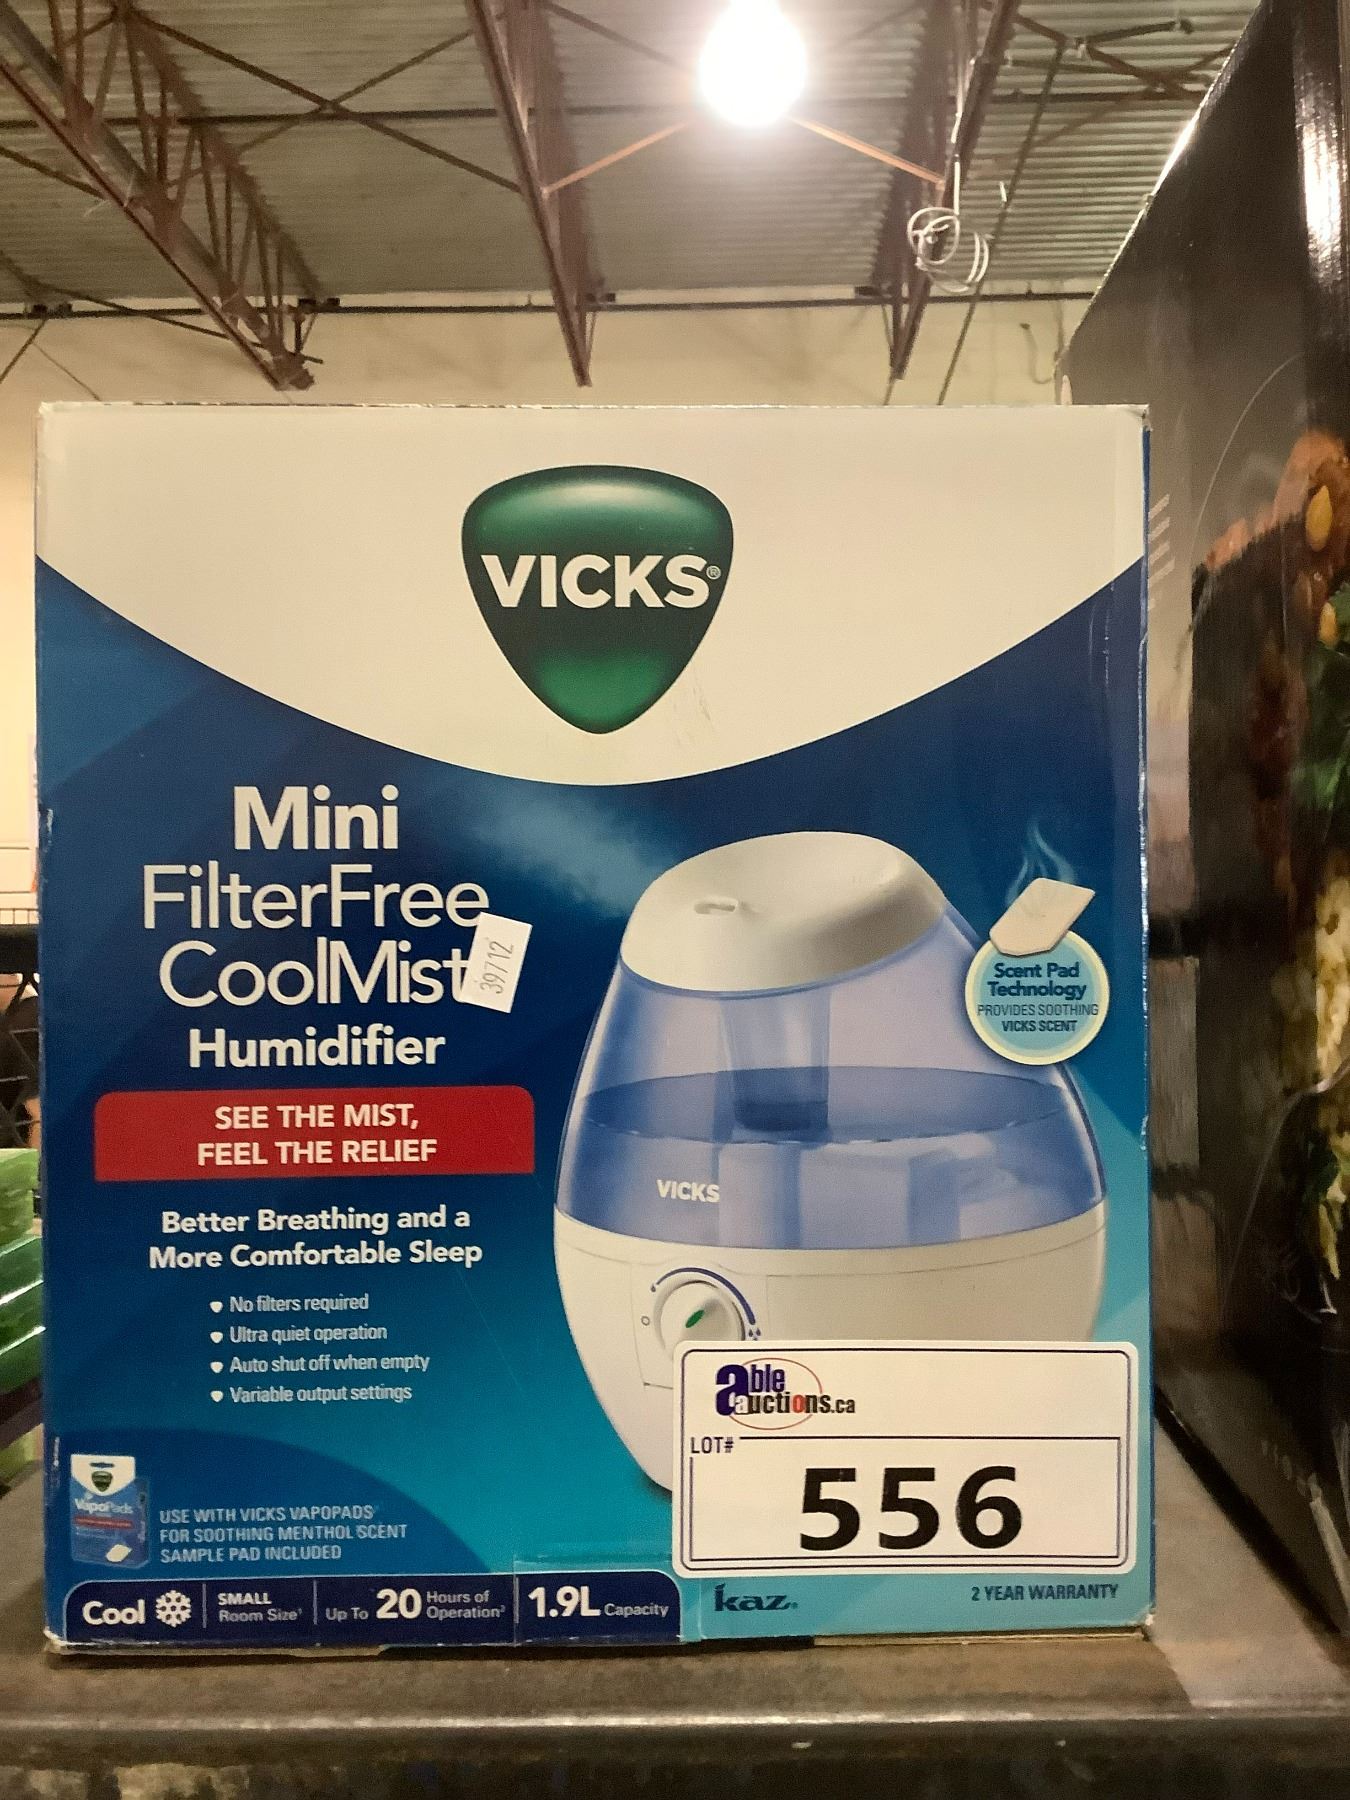 VICKS®
Mini
FilterFree
CoolMist
39712
Humidifier
SEE THE MIST,
FEEL THE RELIEF
Better Breathing and a
More Comfortable Sleep
No filters required
Ultra quiet operation
Auto shut off when empty
Variable output settings
Scent Pad
Technology
PROVIDES SOOTHING
VICKS SCENT
VICKS
able
auctions.ca
LOT#
556
VapoPads
USE WITH VICKS VAPOPADS
FOR SOOTHING MENTHOL SCENT
SAMPLE PAD INCLUDED
Cool
SMALL
Room Size¹
Up To 20 Hours of
Operation²
1.9L Capacity
kaz®
2 YEAR WARRANTY